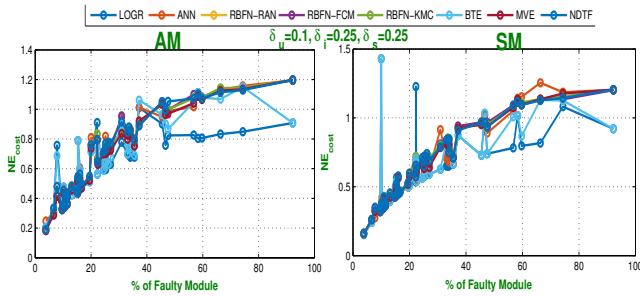 LOGR ANN RBFN-RAN RBFN-FCM RBFN-KMC BTE MVE NDTF
AM δu=0.1, δi=0.25, δs=0.25 SM
1.4
1.2
1
0.8
0.6
0.4
0.2
0
NEcost
0 20 40 60 80 100
% of Faulty Module
1.5
1
0.5
0
NEcost
0 20 40 60 80 100
% of Faulty Module